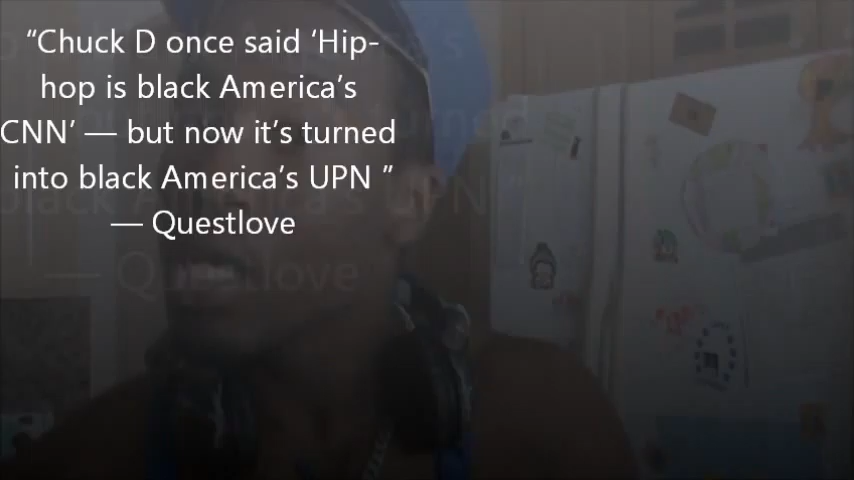 “Chuck D once said ‘Hip-
hop is black America’s
CNN’ — but now it’s turned
into black America’s UPN ”
— Questlove